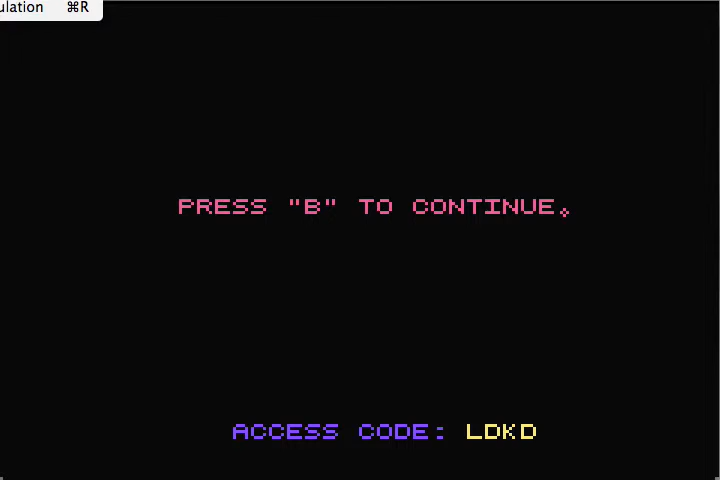 ulation ⌘R
PRESS "B" TO CONTINUE.
ACCESS CODE: LDKD